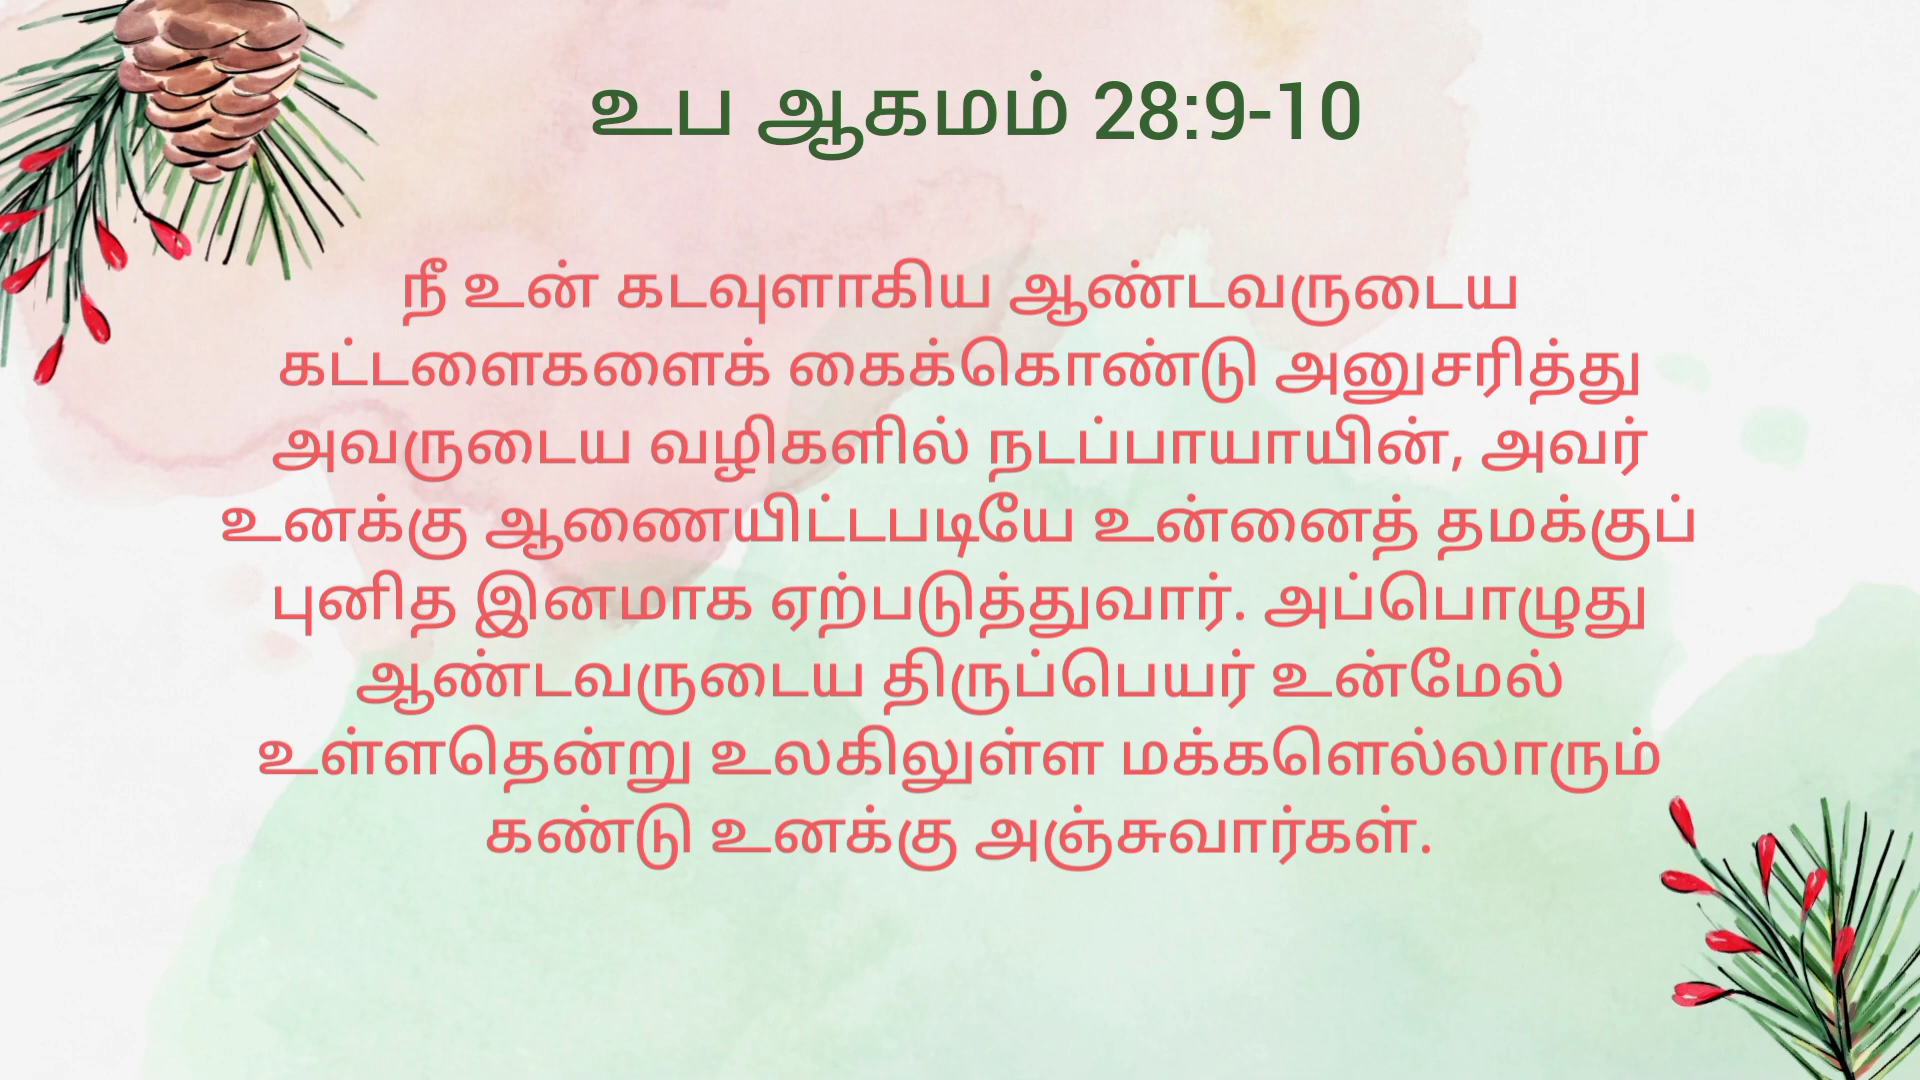 உப ஆகமம் 28:9-10
நீ உன் கடவுளாகிய ஆண்டவருடைய
கட்டளைகளைக் கைக்கொண்டு அனுசரித்து
அவருடைய வழிகளில் நடப்பாயாயின், அவர்
உனக்கு ஆணையிட்டபடியே உன்னைத் தமக்குப்
புனித இனமாக ஏற்படுத்துவார். அப்பொழுது
ஆண்டவருடைய திருப்பெயர் உன்மேல்
உள்ளதென்று உலகிலுள்ள மக்களெல்லாரும்
கண்டு உனக்கு அஞ்சுவார்கள்.